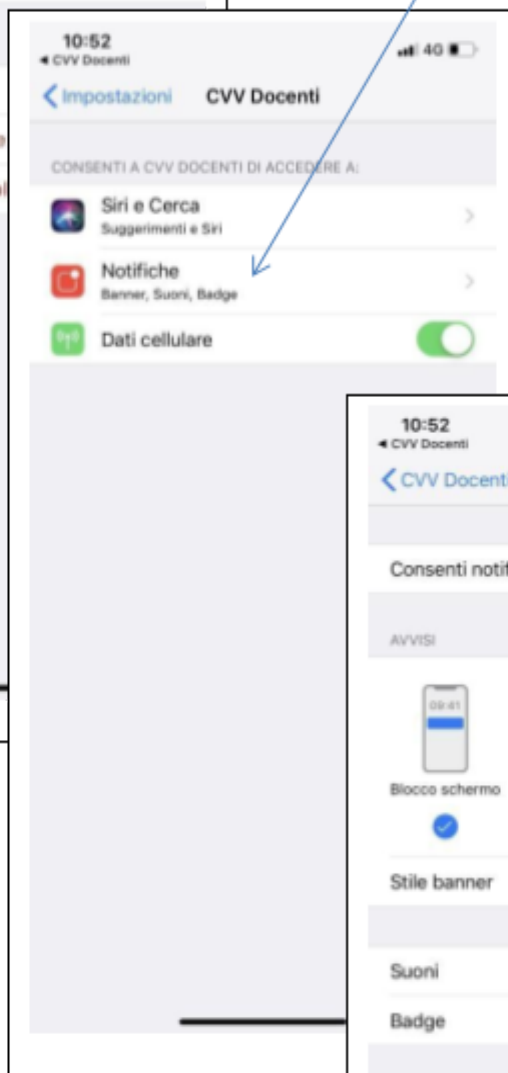 10:52
4G
CVV Docenti
Impostazioni
CVV Docenti
CONSENTI A CVV DOCENTI DI ACCEDERE A:
Siri e Cerca
Suggerimenti e Siri
Notifiche
Banner, Suoni, Badge
Dati cellulare
10:52
CVV Docenti
CVV Docenti
Consenti notif
AVVISI
09:41
Blocco schermo
Stile banner
Suoni
Badge